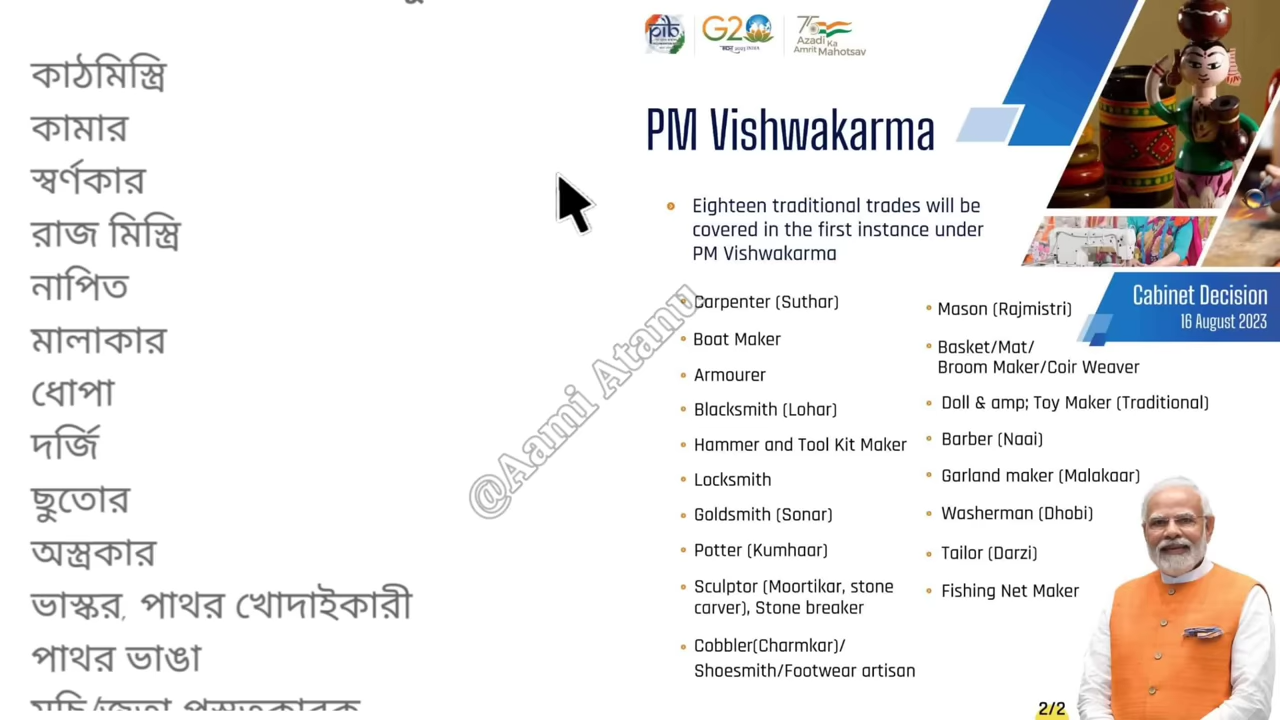 কাঠমিস্ত্রি
কামার
স্বর্ণকার
রাজ মিস্ত্রি
নাপিত
মালাকার
ধোপা
দর্জি
ছুতোর
অস্ত্রকার
ভাস্কর, পাথর খোদাইকারী
পাথর ভাঙা
@Aami Atanu
pib
G20
75
Azadi Ka
Amrit Mahotsav
PM Vishwakarma
Eighteen traditional trades will be
covered in the first instance under
PM Vishwakarma
Cabinet Decision
16 August 2023
Carpenter (Suthar)
Boat Maker
Armourer
Blacksmith (Lohar)
Hammer and Tool Kit Maker
Locksmith
Goldsmith (Sonar)
Potter (Kumhaar)
Sculptor (Moortikar, stone
carver), Stone breaker
Cobbler(Charmkar)/
Shoesmith/Footwear artisan
Mason (Rajmistri)
Basket/Mat/
Broom Maker/Coir Weaver
Doll & amp; Toy Maker (Traditional)
Barber (Naai)
Garland maker (Malakaar)
Washerman (Dhobi)
Tailor (Darzi)
Fishing Net Maker
2/2